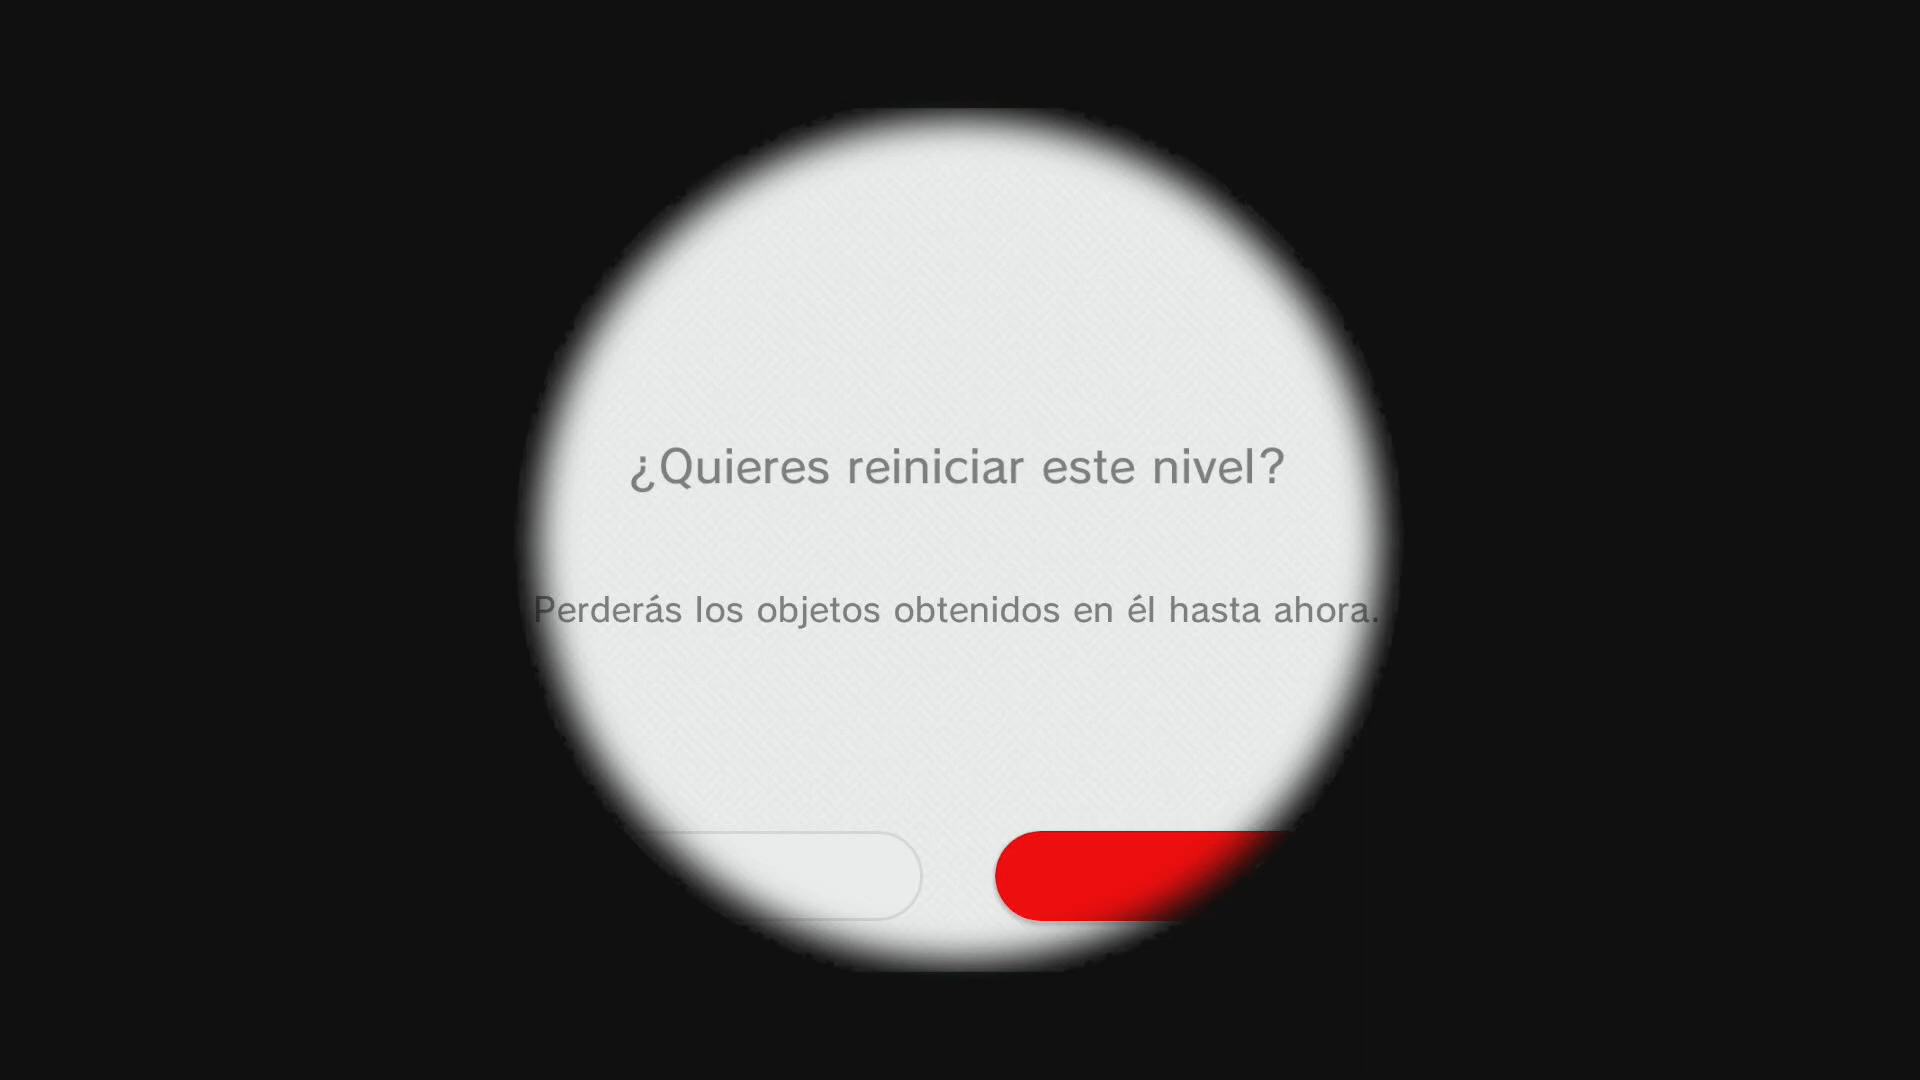 ¿Quieres reiniciar este nivel?
Perderás los objetos obtenidos en él hasta ahora.